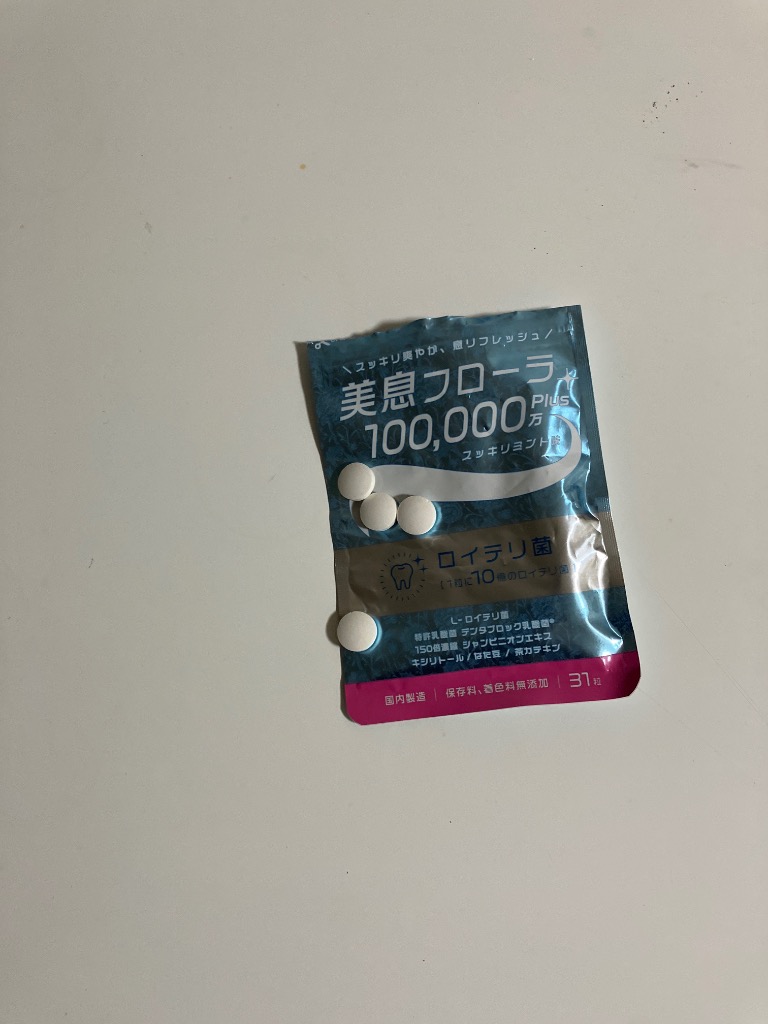 \スッキリ爽やか、息リフレッシュ/
美息フローラ
Plus
100,000万
スッキリミント味
ロイテリ菌
(1粒に10億のロイテリ菌)
L-ロイテリ菌
特許乳酸菌 デンタブロック乳酸菌®
150倍濃縮 シャンピニオンエキス
キシリトール / なた豆 / 茶カテキン
国内製造 | 保存料、着色料無添加 | 31粒